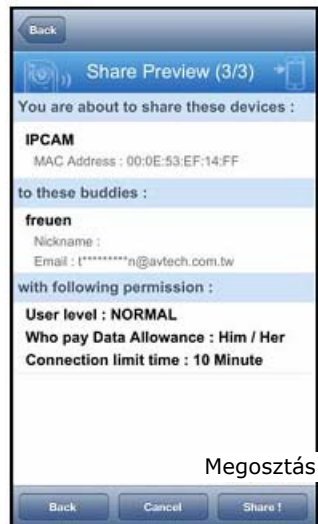 Back
Share Preview (3/3)
You are about to share these devices :
IPCAM
MAC Address : 00:0E:53:EF:14:FF
to these buddies :
freuen
Nickname :
Email : t*********n@avtech.com.tw
with following permission :
User level : NORMAL
Who pay Data Allowance : Him / Her
Connection limit time : 10 Minute
Megosztás
Back Cancel Share !